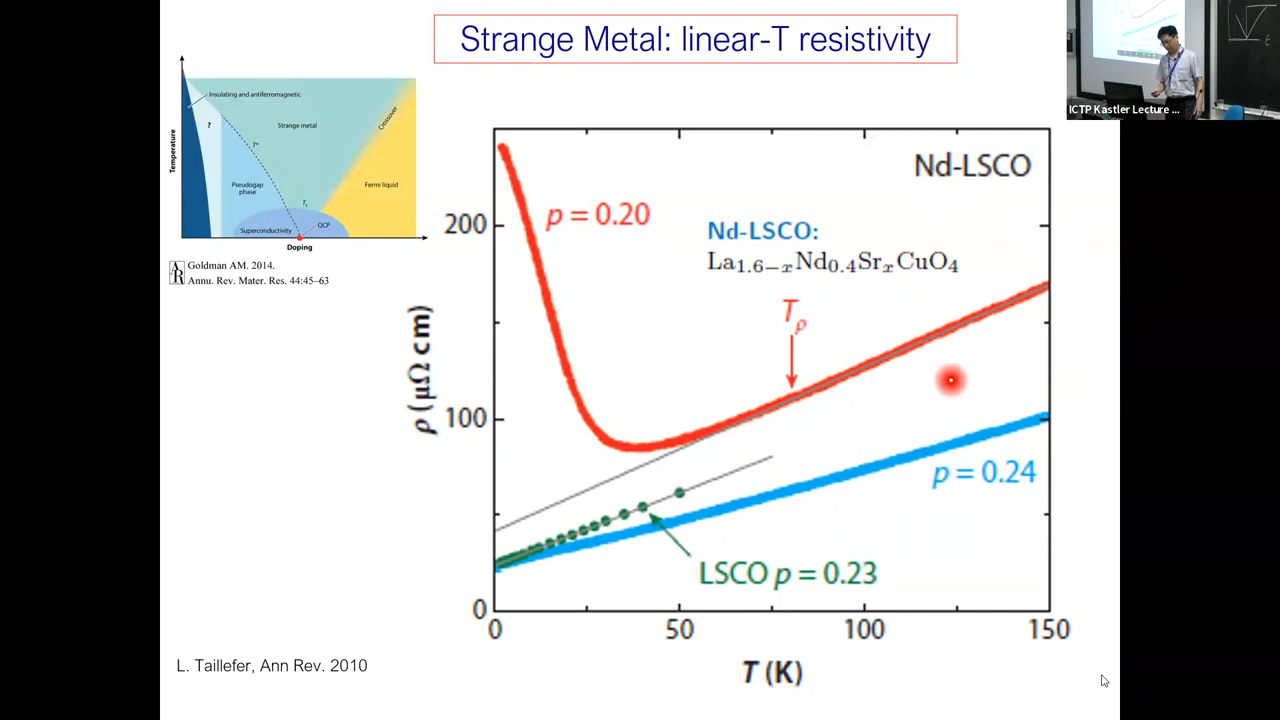 Strange Metal: linear-T resistivity
ICTP Kastler Lecture ...
Temperature
Insulating and antiferromagnetic
?
Strange metal
Crossover
T*
Pseudogap
phase
Fermi liquid
Superconductivity
QCP
Doping
AR
Goldman AM. 2014.
Annu. Rev. Mater. Res. 44:45–63
Nd-LSCO
p = 0.20
Nd-LSCO:
La₁.₆₋ₓNd₀.₄SrₓCuO₄
Tρ
p = 0.24
LSCO p = 0.23
ρ (μΩ cm)
200
100
0
0 50 100 150
T (K)
L. Taillefer, Ann Rev. 2010